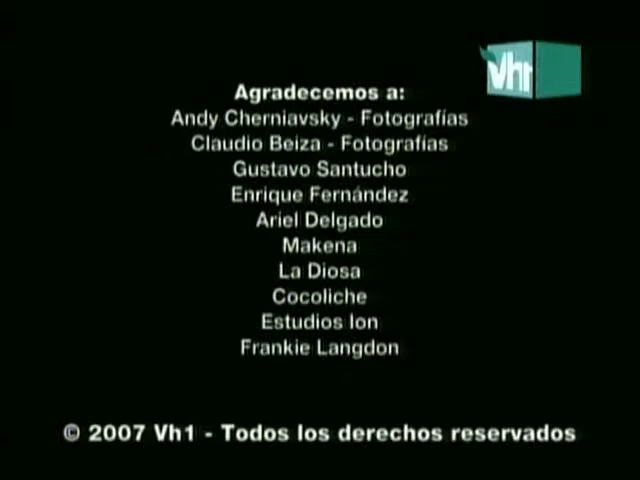 Vh1
Agradecemos a:
Andy Cherniavsky - Fotografías
Claudio Beiza - Fotografías
Gustavo Santucho
Enrique Fernández
Ariel Delgado
Makena
La Diosa
Cocoliche
Estudios Ion
Frankie Langdon
© 2007 Vh1 - Todos los derechos reservados